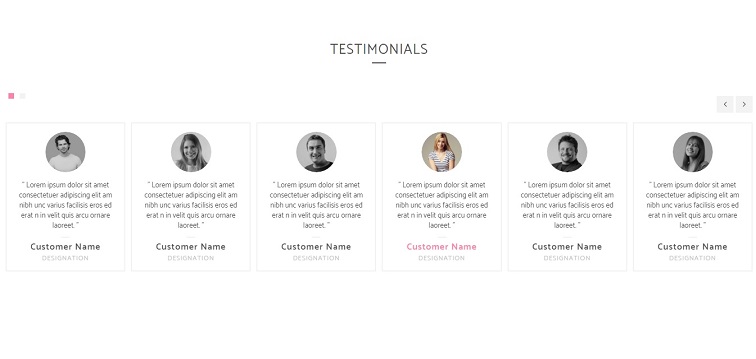 TESTIMONIALS
" Lorem ipsum dolor sit amet
consectetuer adipiscing elit am
nibh unc varius facilisis eros ed
erat n in velit quis arcu ornare
laoreet. "
Customer Name
DESIGNATION
" Lorem ipsum dolor sit amet
consectetuer adipiscing elit am
nibh unc varius facilisis eros ed
erat n in velit quis arcu ornare
laoreet. "
Customer Name
DESIGNATION
" Lorem ipsum dolor sit amet
consectetuer adipiscing elit am
nibh unc varius facilisis eros ed
erat n in velit quis arcu ornare
laoreet. "
Customer Name
DESIGNATION
" Lorem ipsum dolor sit amet
consectetuer adipiscing elit am
nibh unc varius facilisis eros ed
erat n in velit quis arcu ornare
laoreet. "
Customer Name
DESIGNATION
" Lorem ipsum dolor sit amet
consectetuer adipiscing elit am
nibh unc varius facilisis eros ed
erat n in velit quis arcu ornare
laoreet. "
Customer Name
DESIGNATION
" Lorem ipsum dolor sit amet
consectetuer adipiscing elit am
nibh unc varius facilisis eros ed
erat n in velit quis arcu ornare
laoreet. "
Customer Name
DESIGNATION